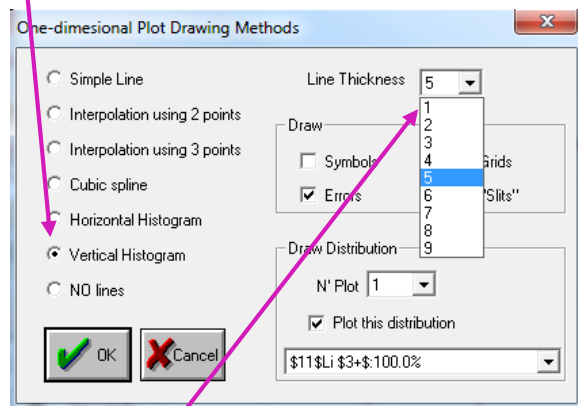 One-dimesional Plot Drawing Methods
Simple Line
Interpolation using 2 points
Interpolation using 3 points
Cubic spline
Horizontal Histogram
Vertical Histogram
NO lines
OK
Cancel
Line Thickness 5
1
2
3
4
5
6
7
8
9
Draw
Symbols
Grids
Errors
"Slits"
Draw Distribution
N' Plot 1
Plot this distribution
$11$Li $3+$:100.0%